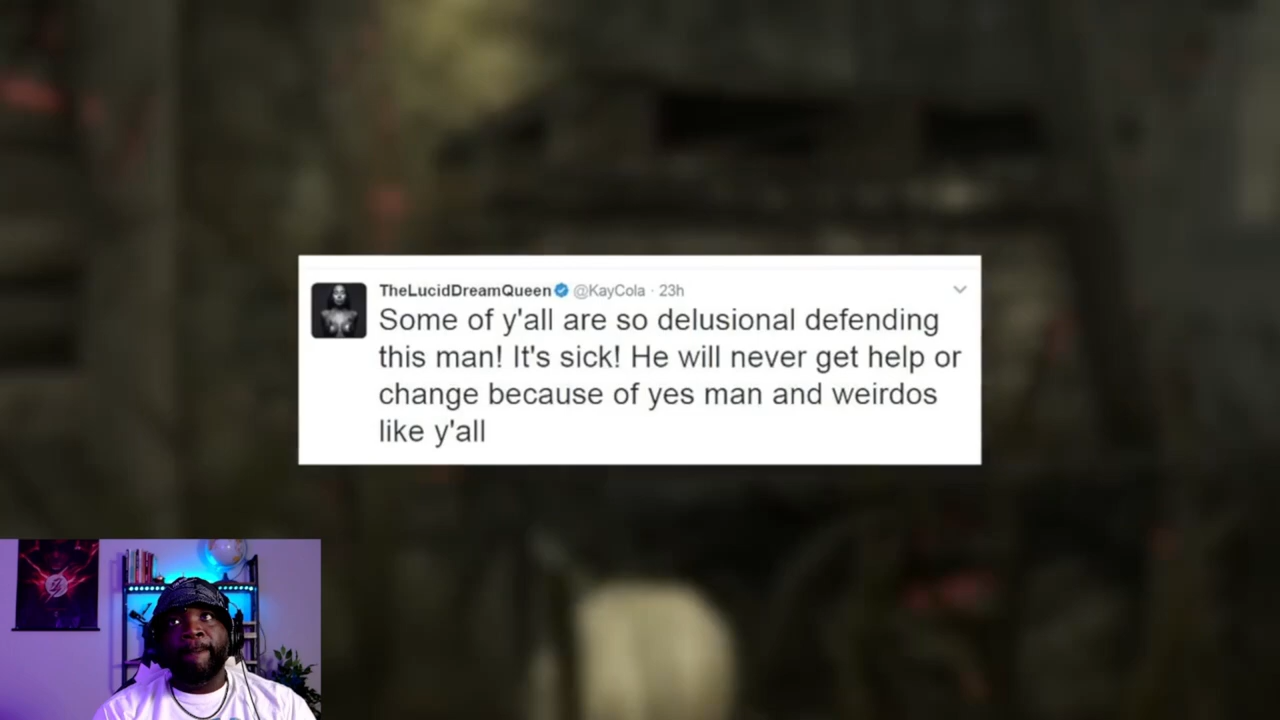 TheLucidDreamQueen @KayCola · 23h
Some of y'all are so delusional defending
this man! It's sick! He will never get help or
change because of yes man and weirdos
like y'all